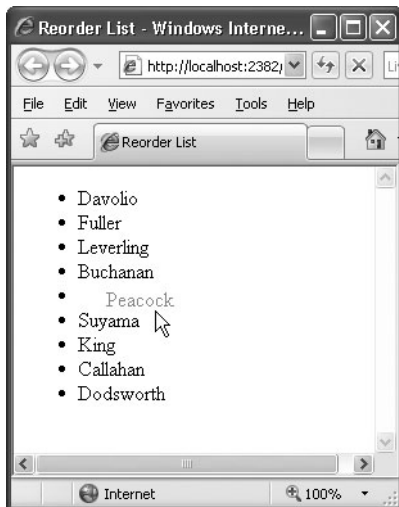 Reorder List - Windows Interne...
http://localhost:2382/
File Edit View Favorites Tools Help
Reorder List
Davolio
Fuller
Leverling
Buchanan
Peacock
Suyama
King
Callahan
Dodsworth
Internet 100%